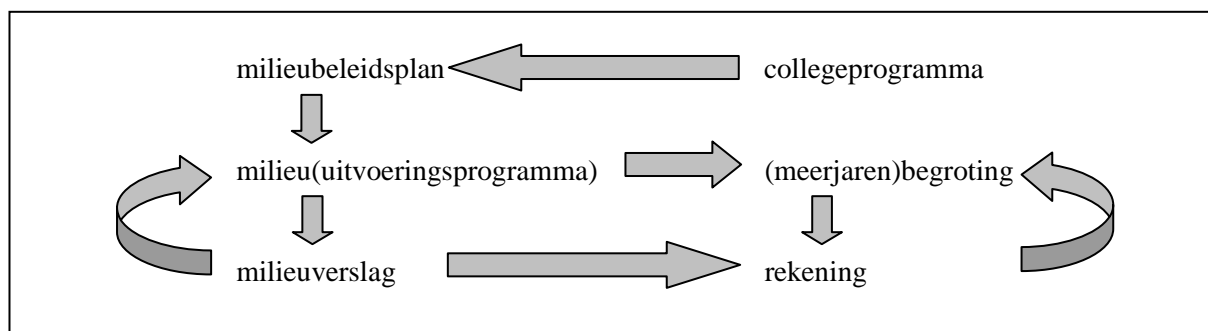 milieubeleidsplan collegeprogramma
milieu(uitvoeringsprogramma) (meerjaren)begroting
milieuverslag rekening